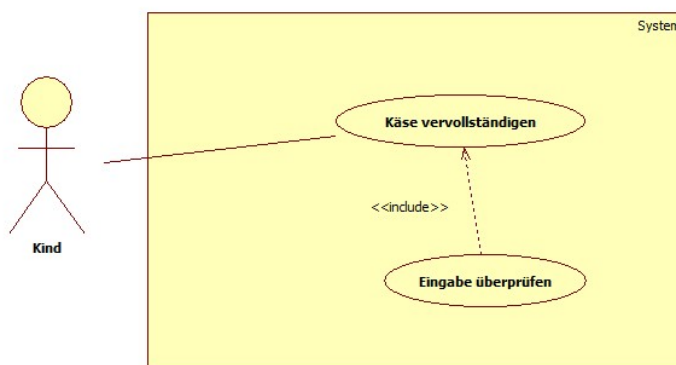 System
Käse vervollständigen
<<include>>
Kind
Eingabe überprüfen